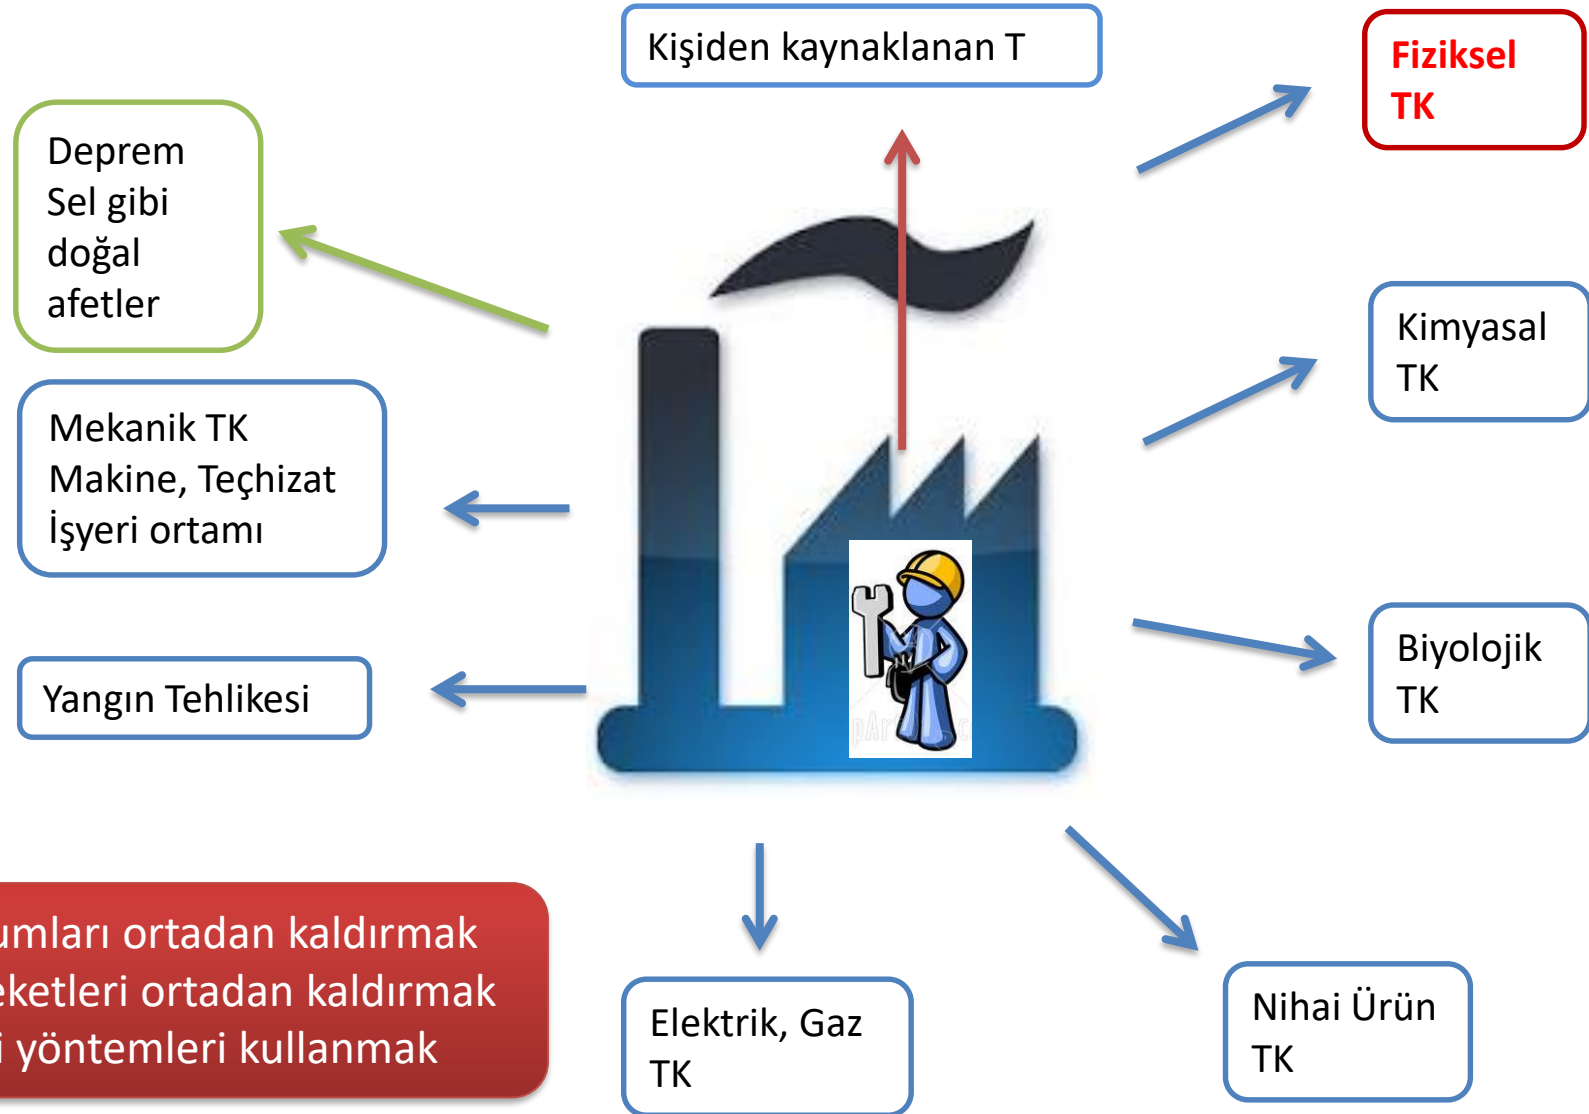 Kişiden kaynaklanan T
Fiziksel
TK
Deprem
Sel gibi
doğal
afetler
Kimyasal
TK
Mekanik TK
Makine, Teçhizat
İşyeri ortamı
Biyolojik
TK
Yangın Tehlikesi
umları ortadan kaldırmak
eketleri ortadan kaldırmak
i yöntemleri kullanmak
Elektrik, Gaz
TK
Nihai Ürün
TK